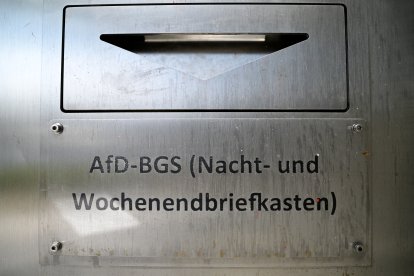 AfD-BGS (Nacht- und
Wochenendbriefkasten)